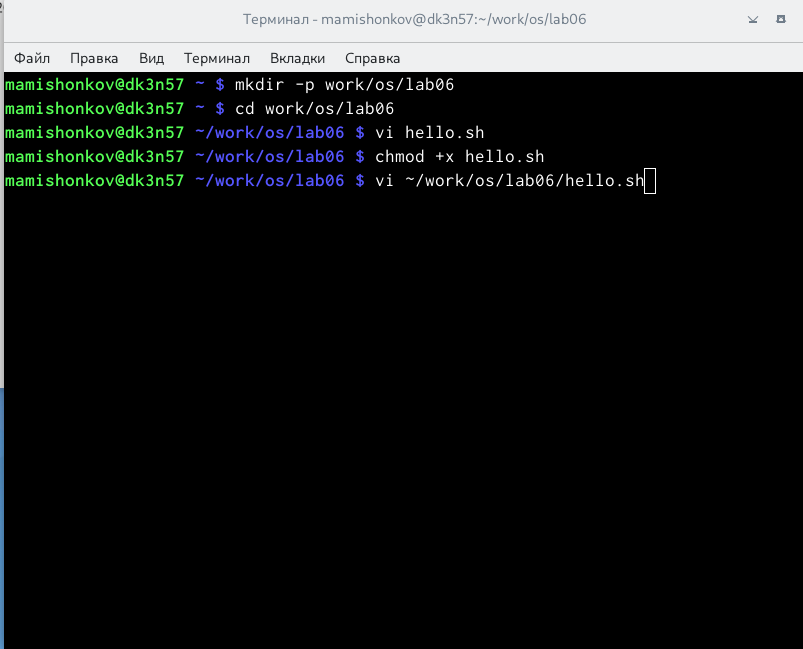 Терминал - mamishonkov@dk3n57:~/work/os/lab06
Файл Правка Вид Терминал Вкладки Справка
mamishonkov@dk3n57 ~ $ mkdir -p work/os/lab06
mamishonkov@dk3n57 ~ $ cd work/os/lab06
mamishonkov@dk3n57 ~/work/os/lab06 $ vi hello.sh
mamishonkov@dk3n57 ~/work/os/lab06 $ chmod +x hello.sh
mamishonkov@dk3n57 ~/work/os/lab06 $ vi ~/work/os/lab06/hello.sh